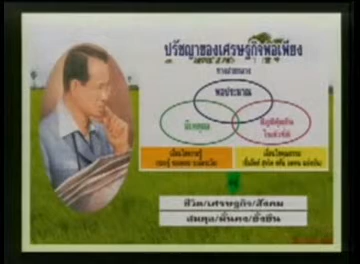 ปรัชญาของเศรษฐกิจพอเพียง
ทางสายกลาง
พอประมาณ
มีเหตุผล
มีภูมิคุ้มกัน
ในตัวที่ดี
เงื่อนไขความรู้
เงื่อนไขคุณธรรม
ชีวิต/เศรษฐกิจ/สังคม
สมดุล/มั่นคง/ยั่งยืน